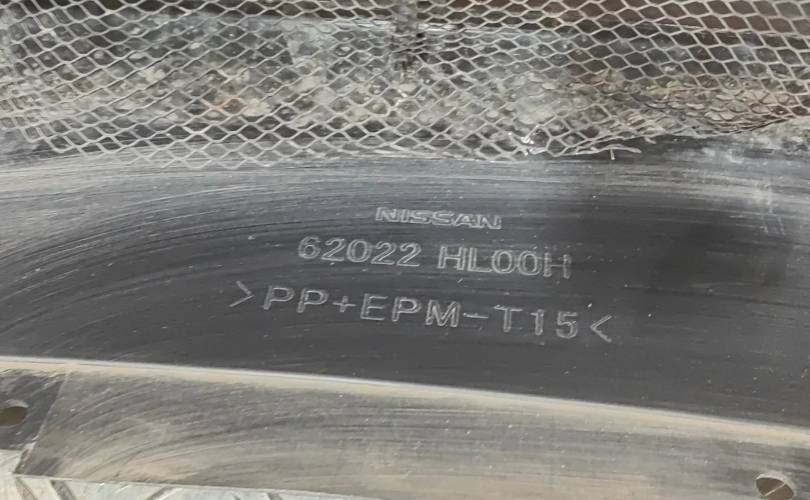 NISSAN
62022 HL00H
>PP+EPM-T15<